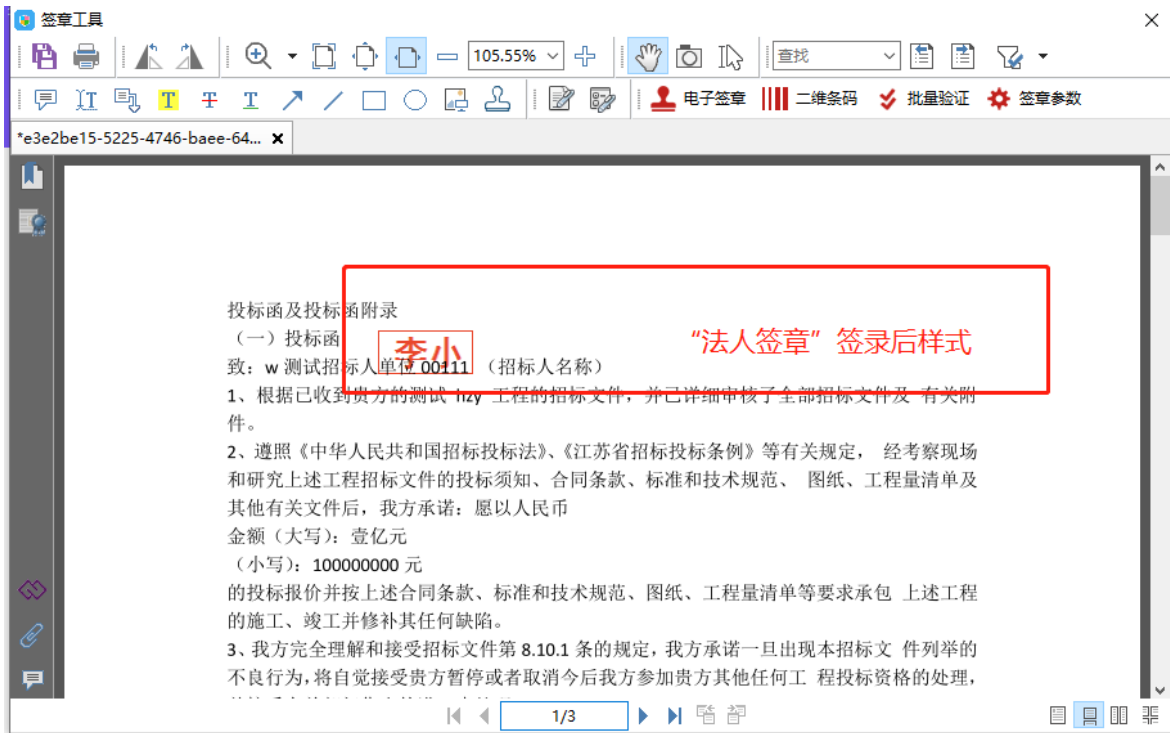 签章工具
105.55%
查找
电子签章
二维条码
批量验证
签章参数
*e3e2be15-5225-4746-baee-64...
投标函及投标函附录
（一）投标函
李小
“法人签章”签录后样式
致：w 测试招标人单位 00111 （招标人名称）
1、根据已收到贵方的测试 hzy 工程的招标文件，并已详细审核了全部招标文件及 有关附
件。
2、遵照《中华人民共和国招标投标法》、《江苏省招标投标条例》等有关规定， 经考察现场
和研究上述工程招标文件的投标须知、合同条款、标准和技术规范、 图纸、工程量清单及
其他有关文件后，我方承诺：愿以人民币
金额（大写）：壹亿元
（小写）：100000000 元
的投标报价并按上述合同条款、标准和技术规范、图纸、工程量清单等要求承包 上述工程
的施工、竣工并修补其任何缺陷。
3、我方完全理解和接受招标文件第 8.10.1 条的规定，我方承诺一旦出现本招标文 件列举的
不良行为，将自觉接受贵方暂停或者取消今后我方参加贵方其他任何工 程投标资格的处理，
1/3